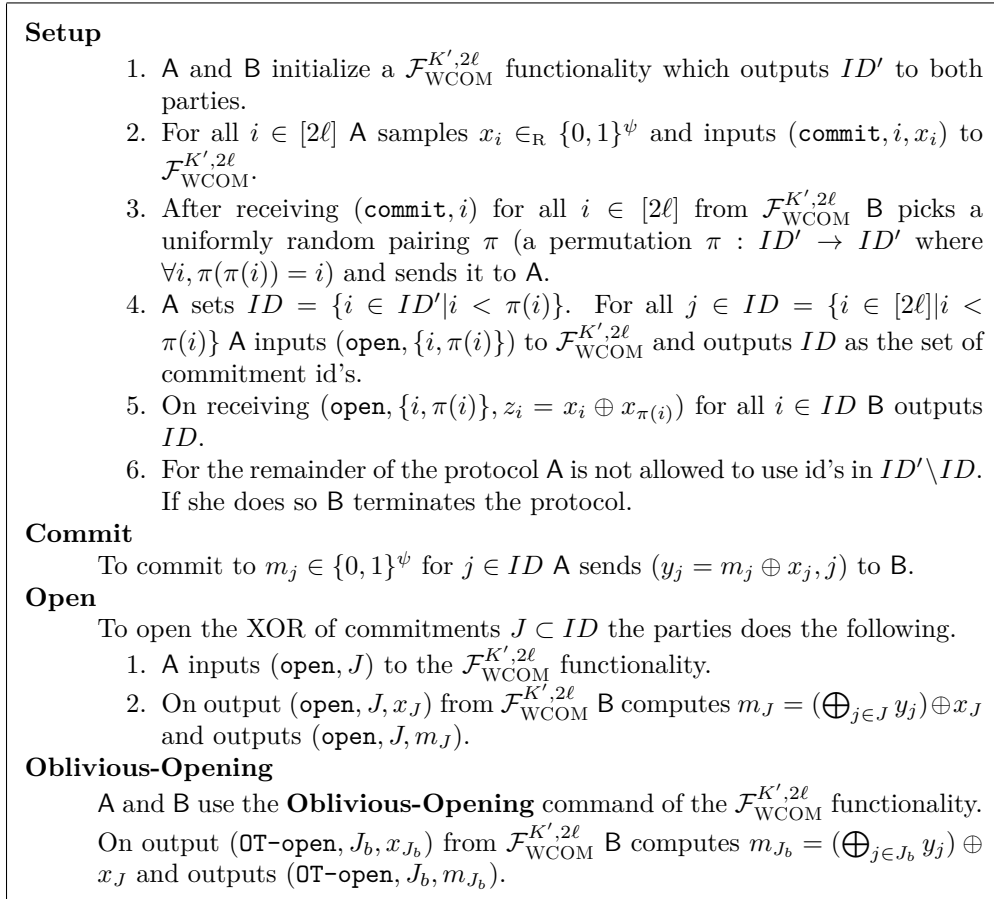 Setup
1. A and B initialize a $\mathcal{F}_{\mathrm{WCOM}}^{K',2\ell}$ functionality which outputs $ID'$ to both
parties.
2. For all $i \in [2\ell]$ A samples $x_i \in_{\mathrm{R}} \{0,1\}^{\psi}$ and inputs $(\texttt{commit}, i, x_i)$ to
$\mathcal{F}_{\mathrm{WCOM}}^{K',2\ell}$.
3. After receiving $(\texttt{commit}, i)$ for all $i \in [2\ell]$ from $\mathcal{F}_{\mathrm{WCOM}}^{K',2\ell}$ B picks a
uniformly random pairing $\pi$ (a permutation $\pi : ID' \to ID'$ where
$\forall i, \pi(\pi(i)) = i$) and sends it to A.
4. A sets $ID = \{i \in ID' | i < \pi(i)\}$. For all $j \in ID = \{i \in [2\ell] | i <
\pi(i)\}$ A inputs $(\texttt{open}, \{i, \pi(i)\})$ to $\mathcal{F}_{\mathrm{WCOM}}^{K',2\ell}$ and outputs $ID$ as the set of
commitment id's.
5. On receiving $(\texttt{open}, \{i, \pi(i)\}, z_i = x_i \oplus x_{\pi(i)})$ for all $i \in ID$ B outputs
$ID$.
6. For the remainder of the protocol A is not allowed to use id's in $ID' \backslash ID$.
If she does so B terminates the protocol.
Commit
To commit to $m_j \in \{0,1\}^{\psi}$ for $j \in ID$ A sends $(y_j = m_j \oplus x_j, j)$ to B.
Open
To open the XOR of commitments $J \subset ID$ the parties does the following.
1. A inputs $(\texttt{open}, J)$ to the $\mathcal{F}_{\mathrm{WCOM}}^{K',2\ell}$ functionality.
2. On output $(\texttt{open}, J, x_J)$ from $\mathcal{F}_{\mathrm{WCOM}}^{K',2\ell}$ B computes $m_J = (\bigoplus_{j \in J} y_j) \oplus x_J$
and outputs $(\texttt{open}, J, m_J)$.
Oblivious-Opening
A and B use the Oblivious-Opening command of the $\mathcal{F}_{\mathrm{WCOM}}^{K',2\ell}$ functionality.
On output $(\texttt{OT-open}, J_b, x_{J_b})$ from $\mathcal{F}_{\mathrm{WCOM}}^{K',2\ell}$ B computes $m_{J_b} = (\bigoplus_{j \in J_b} y_j) \oplus$
$x_J$ and outputs $(\texttt{OT-open}, J_b, m_{J_b})$.